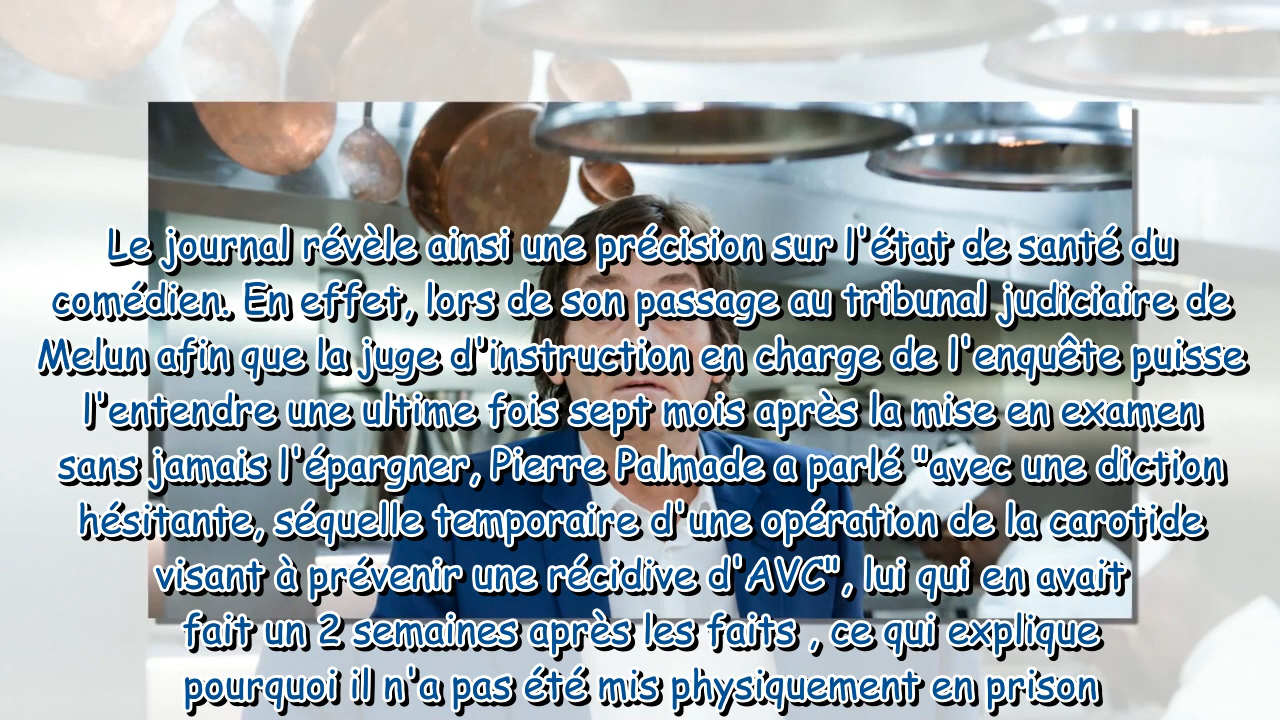 Le journal révèle ainsi une précision sur l'état de santé du
comédien. En effet, lors de son passage au tribunal judiciaire de
Melun afin que la juge d'instruction en charge de l'enquête puisse
l'entendre une ultime fois sept mois après la mise en examen
sans jamais l'épargner, Pierre Palmade a parlé "avec une diction
hésitante, séquelle temporaire d'une opération de la carotide
visant à prévenir une récidive d'AVC", lui qui en avait
fait un 2 semaines après les faits , ce qui explique
pourquoi il n'a pas été mis physiquement en prison